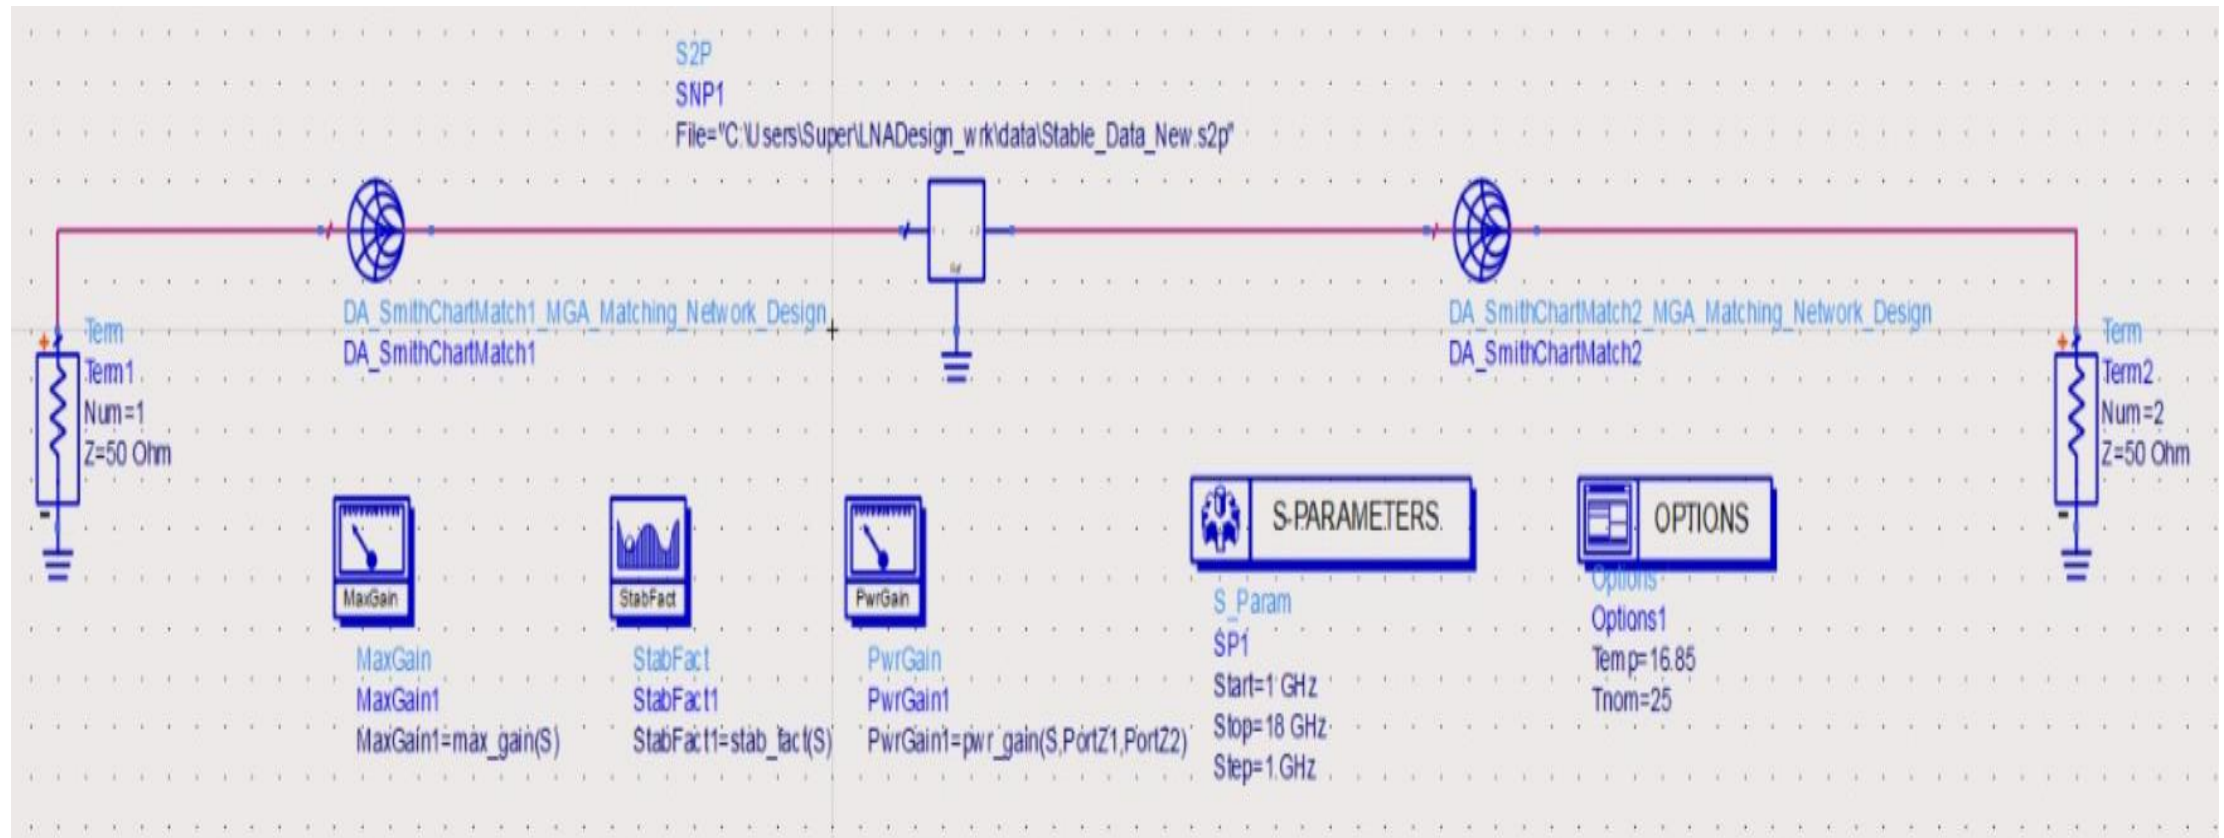 S2P
SNP1
File="C:\Users\Super\LNADesign_wrk\data\Stable_Data_New.s2p"
Ref
DA_SmithChartMatch1_MGA_Matching_Network_Design
DA_SmithChartMatch1
DA_SmithChartMatch2_MGA_Matching_Network_Design
DA_SmithChartMatch2
Term
Term1
Num=1
Z=50 Ohm
Term
Term2
Num=2
Z=50 Ohm
MaxGain
MaxGain
MaxGain1
MaxGain1=max_gain(S)
StabFact
StabFact
StabFact1
StabFact1=stab_fact(S)
PwrGain
PwrGain
PwrGain1
PwrGain1=pwr_gain(S,PortZ1,PortZ2)
S-PARAMETERS
S_Param
SP1
Start=1 GHz
Stop=18 GHz
Step=1 GHz
OPTIONS
Options
Options1
Temp=16.85
Tnom=25